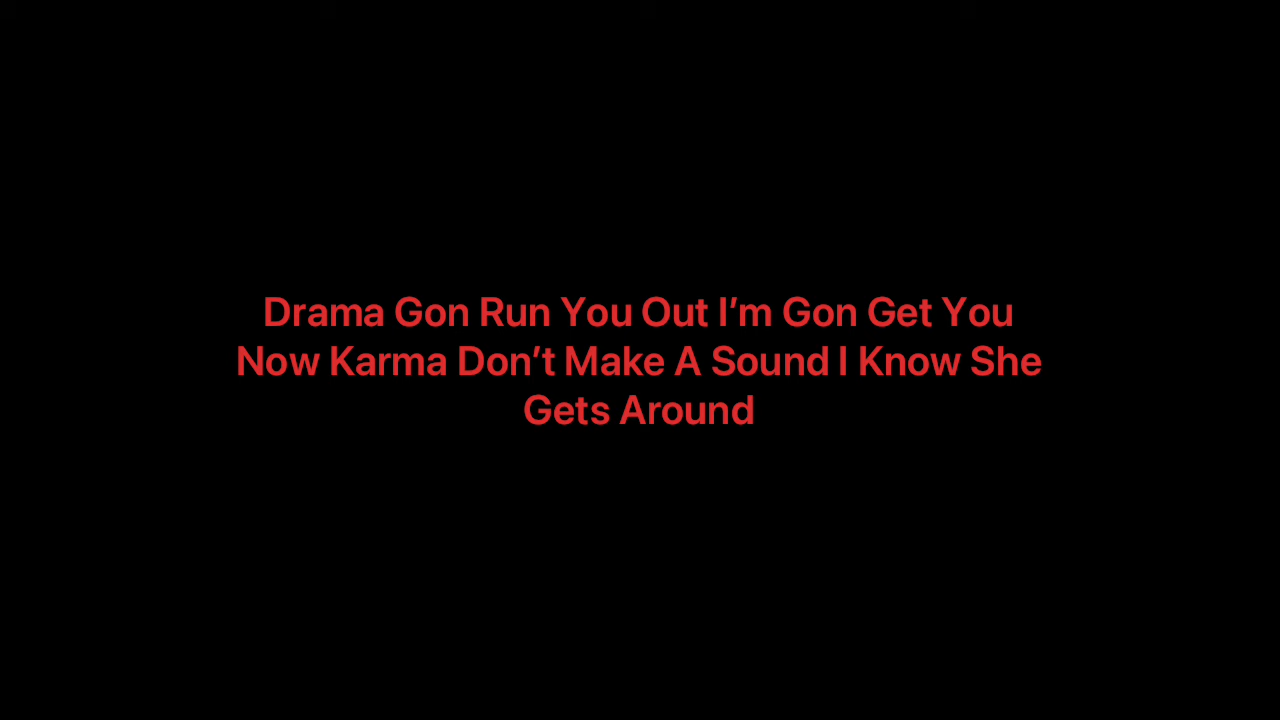 Drama Gon Run You Out I’m Gon Get You
Now Karma Don’t Make A Sound I Know She
Gets Around